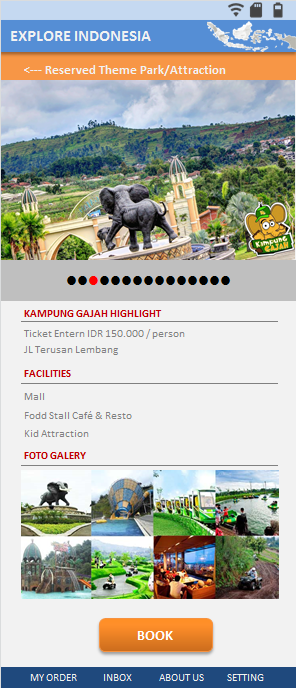 EXPLORE INDONESIA
<--- Reserved Theme Park/Attraction
Kampung
GAJAH
KAMPUNG GAJAH HIGHLIGHT
Ticket Entern IDR 150.000 / person
JL Terusan Lembang
FACILITIES
Mall
Fodd Stall Café & Resto
Kid Attraction
FOTO GALERY
BOOK
MY ORDER INBOX ABOUT US SETTING